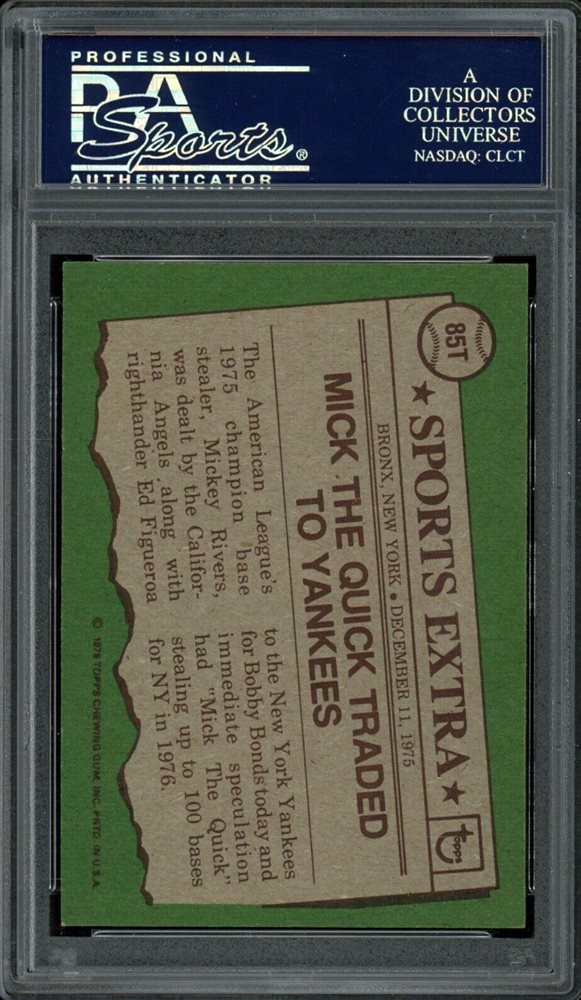 PROFESSIONAL
PSA
Sports®
AUTHENTICATOR
A
DIVISION OF
COLLECTORS
UNIVERSE
NASDAQ: CLCT
85T
★ SPORTS EXTRA ★
topps
BRONX, NEW YORK • DECEMBER 11, 1975
MICK THE QUICK TRADED
TO YANKEES
The American League's
1975 champion base
stealer, Mickey Rivers,
was dealt by the Califor-
nia Angels along with
righthander Ed Figueroa
to the New York Yankees
for Bobby Bonds today and
immediate speculation
had "Mick The Quick"
stealing up to 100 bases
for NY in 1976.
© 1976 TOPPS CHEWING GUM, INC. PRTD. IN U.S.A.